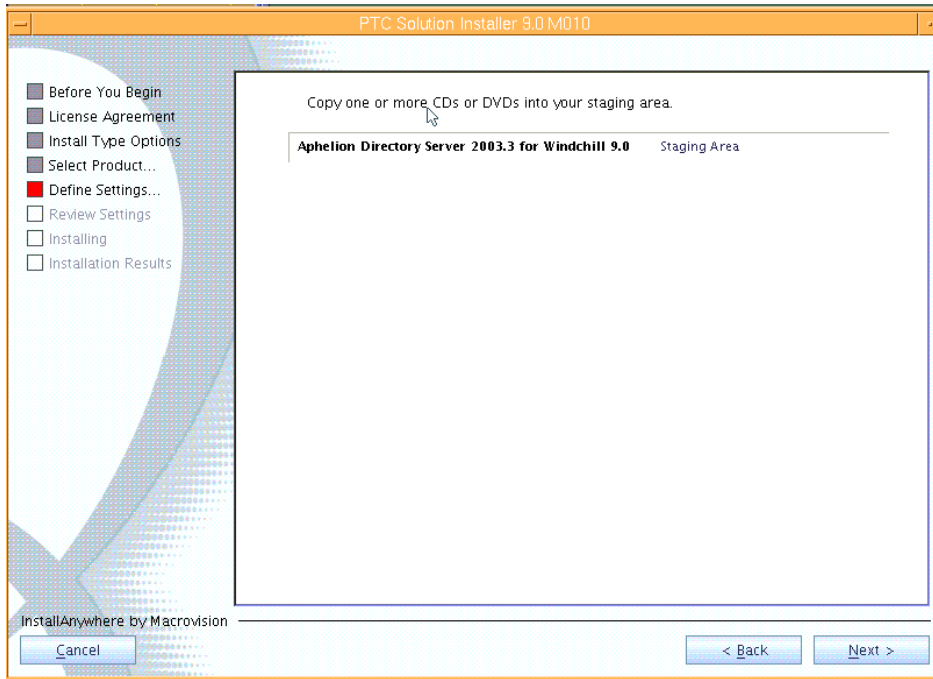 PTC Solution Installer 9.0 M010
Before You Begin
License Agreement
Install Type Options
Select Product...
Define Settings...
Review Settings
Installing
Installation Results
Copy one or more CDs or DVDs into your staging area.
Aphelion Directory Server 2003.3 for Windchill 9.0 Staging Area
InstallAnywhere by Macrovision
Cancel
< Back
Next >